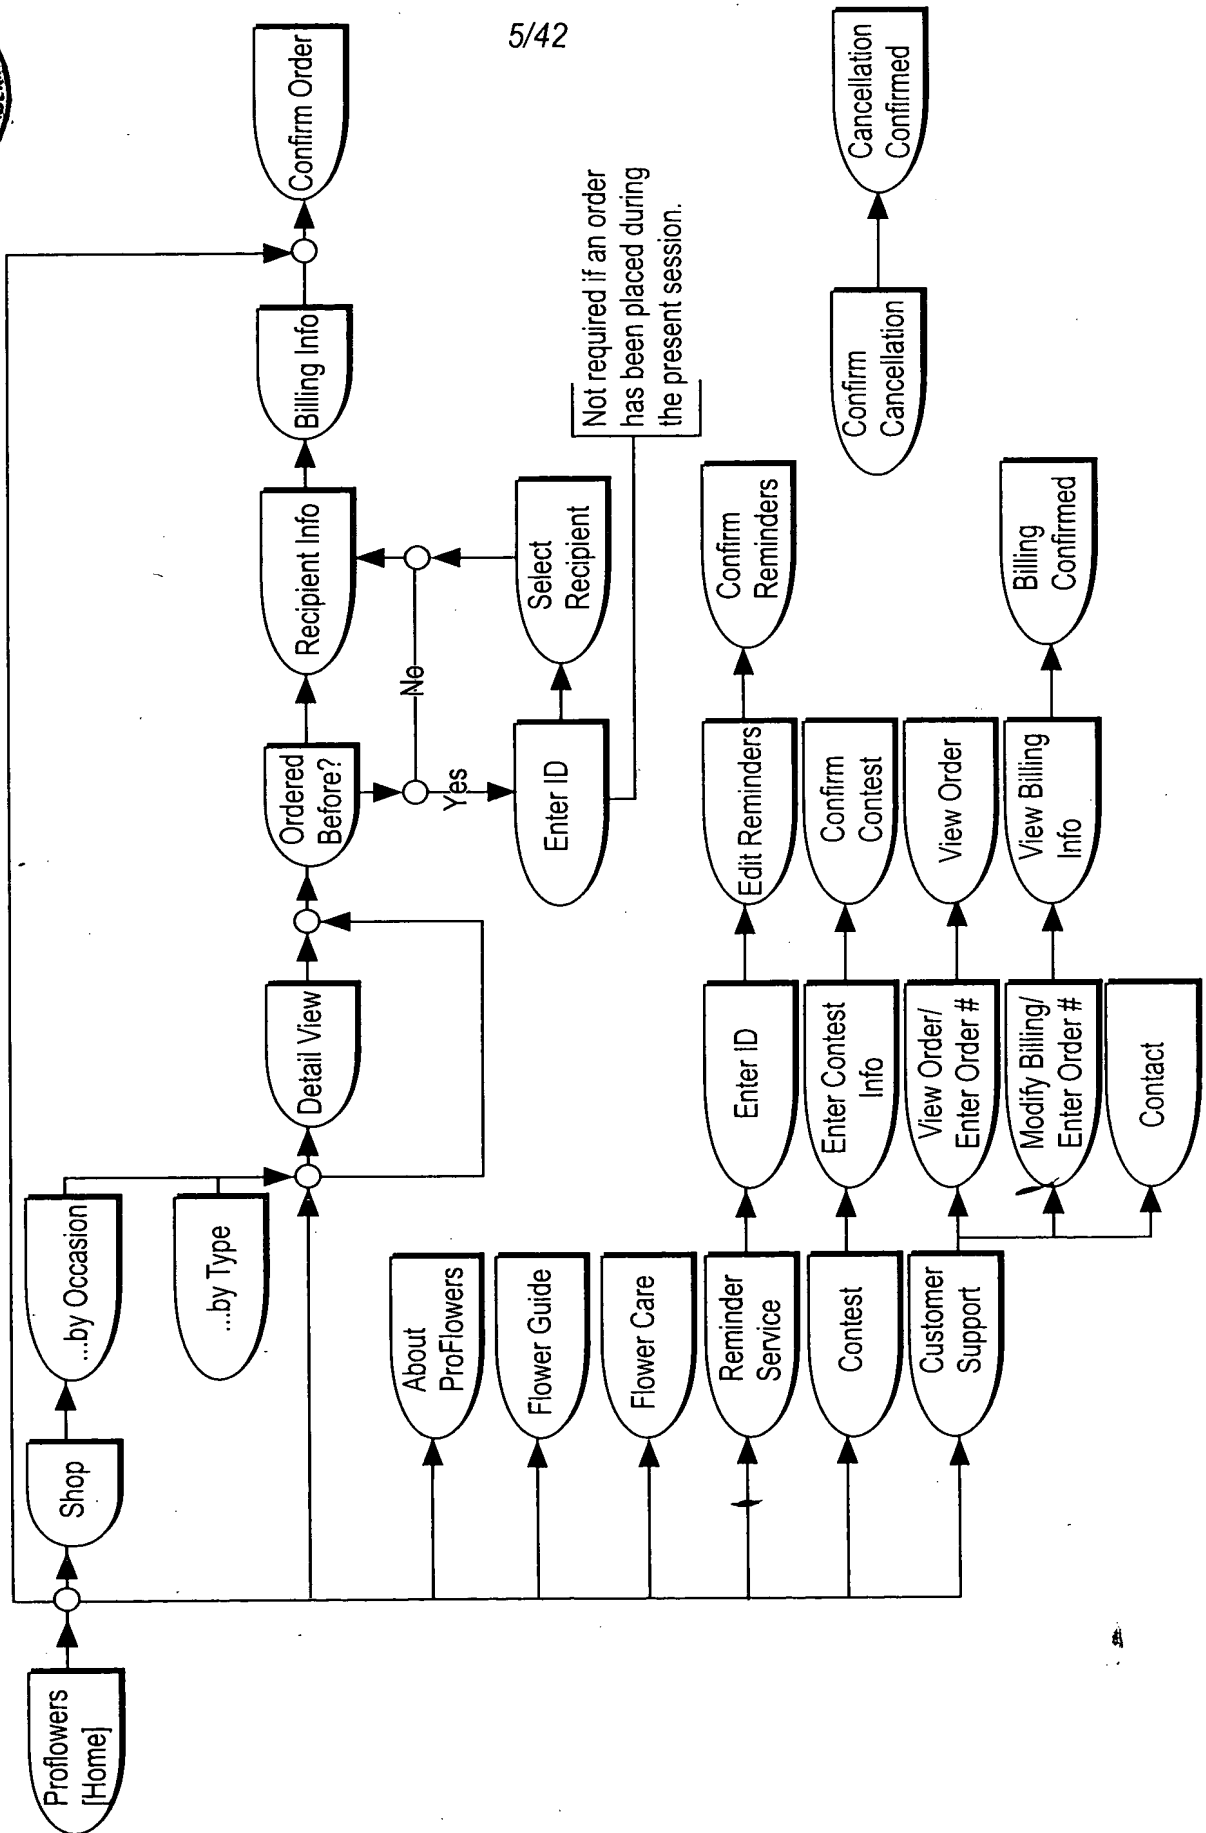 5/42
Proflowers
[Home]
Shop
....by Occasion
...by Type
Detail View
Ordered
Before?
Recipient Info
Billing Info
Confirm Order
No
Yes
Enter ID
Select
Recipient
Not required if an order
has been placed during
the present session.
About
ProFlowers
Flower Guide
Flower Care
Reminder
Service
Enter ID
Edit Reminders
Confirm
Reminders
Contest
Enter Contest
Info
Confirm
Contest
Customer
Support
View Order/
Enter Order #
View Order
Modify Billing/
Enter Order #
View Billing
Info
Billing
Confirmed
Contact
Confirm
Cancellation
Cancellation
Confirmed